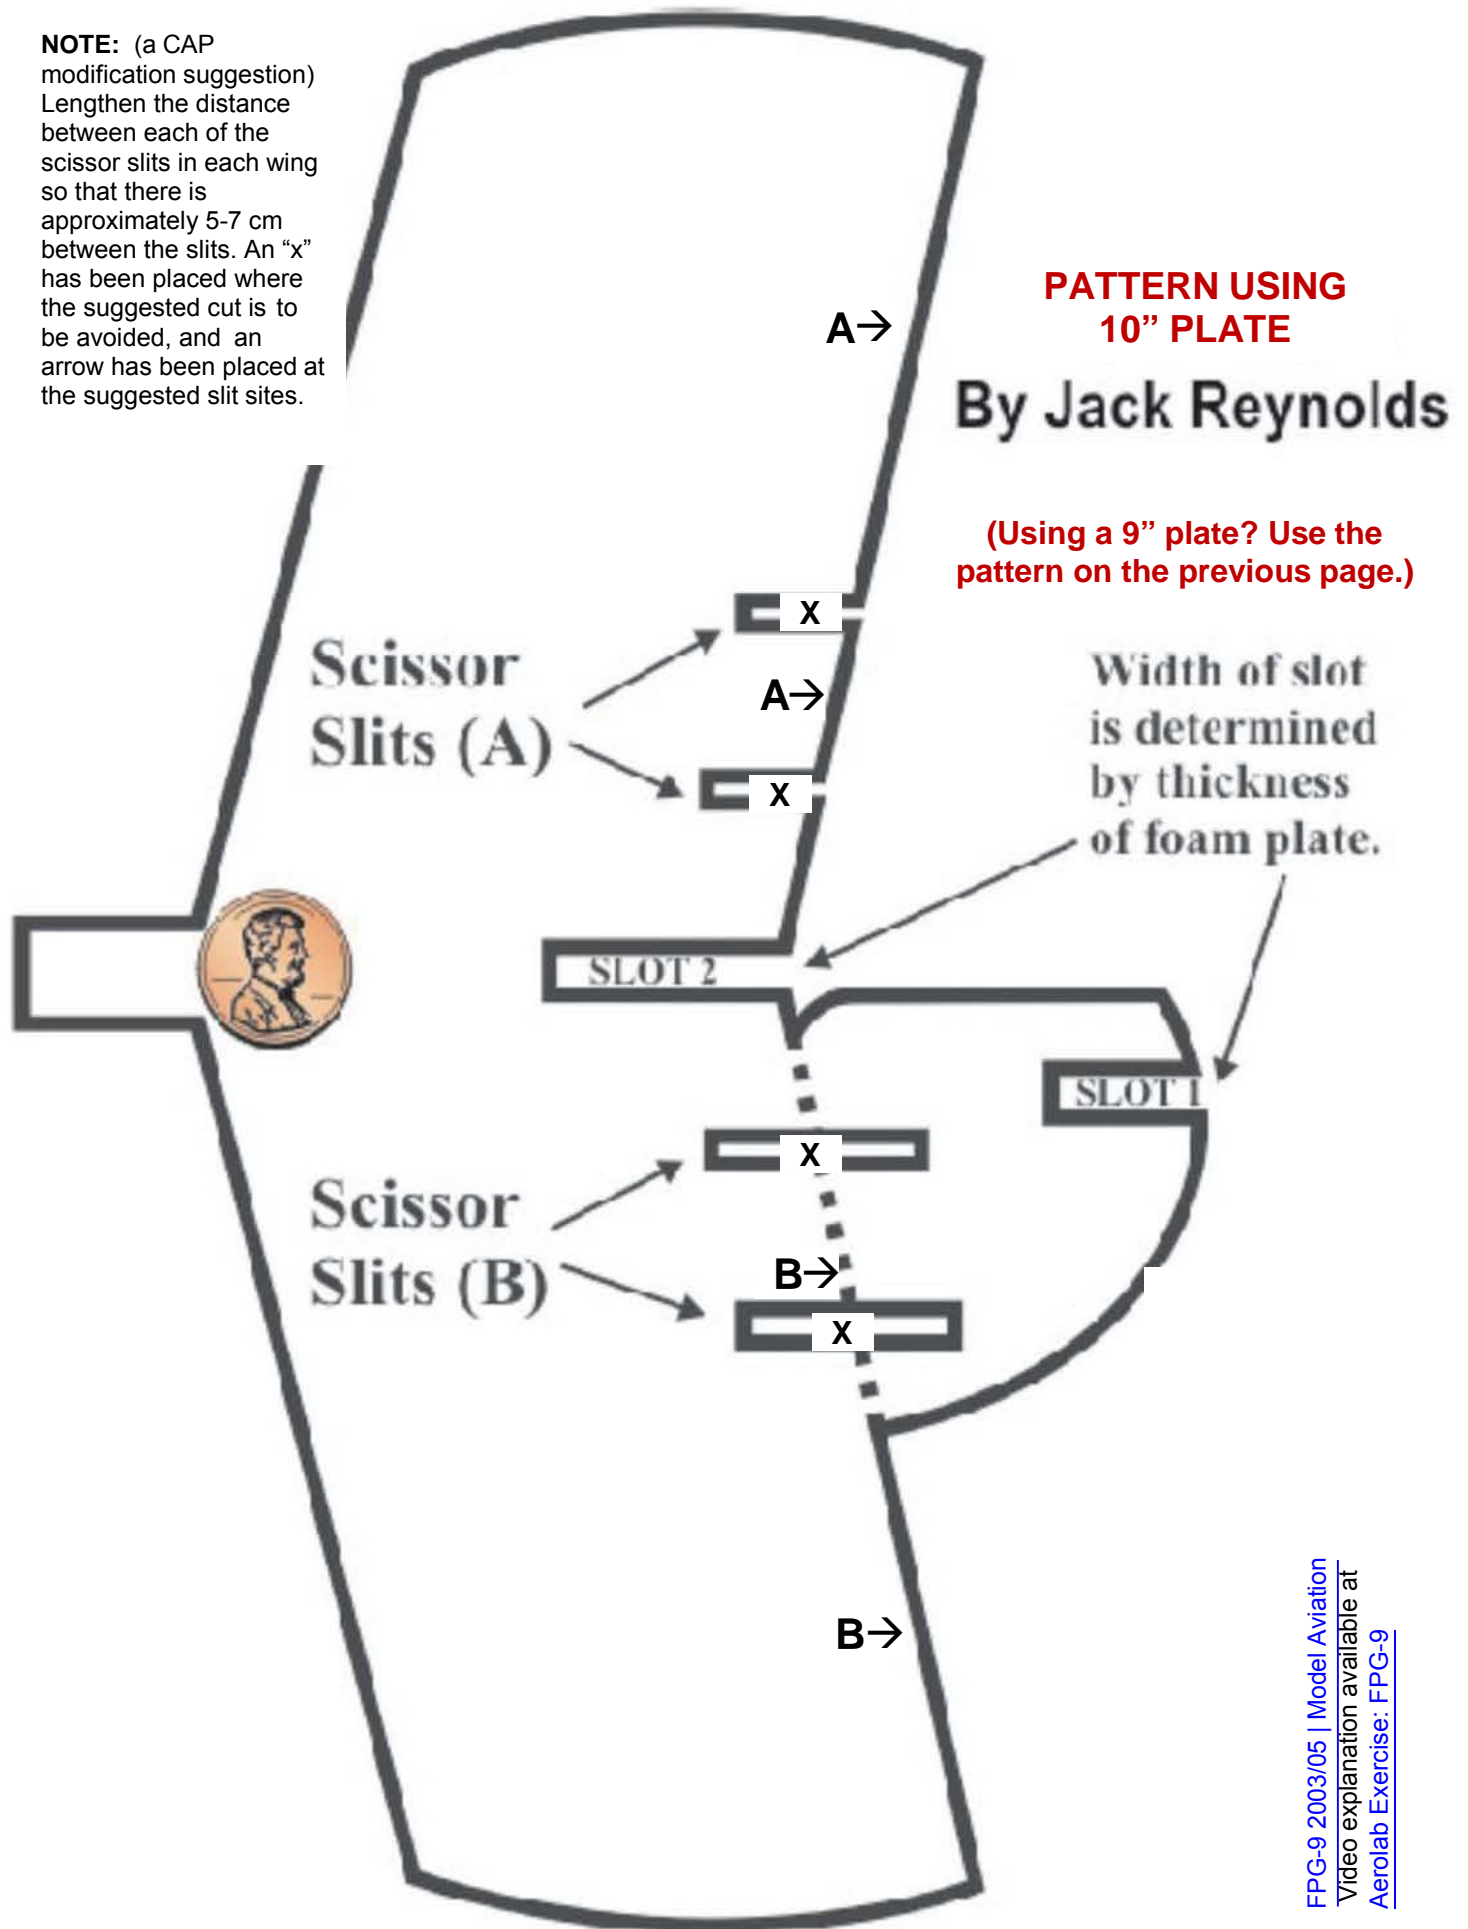 NOTE: (a CAP
modification suggestion)
Lengthen the distance
between each of the
scissor slits in each wing
so that there is
approximately 5-7 cm
between the slits. An “x”
has been placed where
the suggested cut is to
be avoided, and an
arrow has been placed at
the suggested slit sites.
A→
PATTERN USING
10” PLATE
By Jack Reynolds
(Using a 9” plate? Use the
pattern on the previous page.)
X
Scissor
Slits (A)
A→
X
Width of slot
is determined
by thickness
of foam plate.
SLOT 2
SLOT 1
X
Scissor
Slits (B)
B→
X
B→
FPG-9 2003/05 | Model Aviation
Video explanation available at
Aerolab Exercise: FPG-9